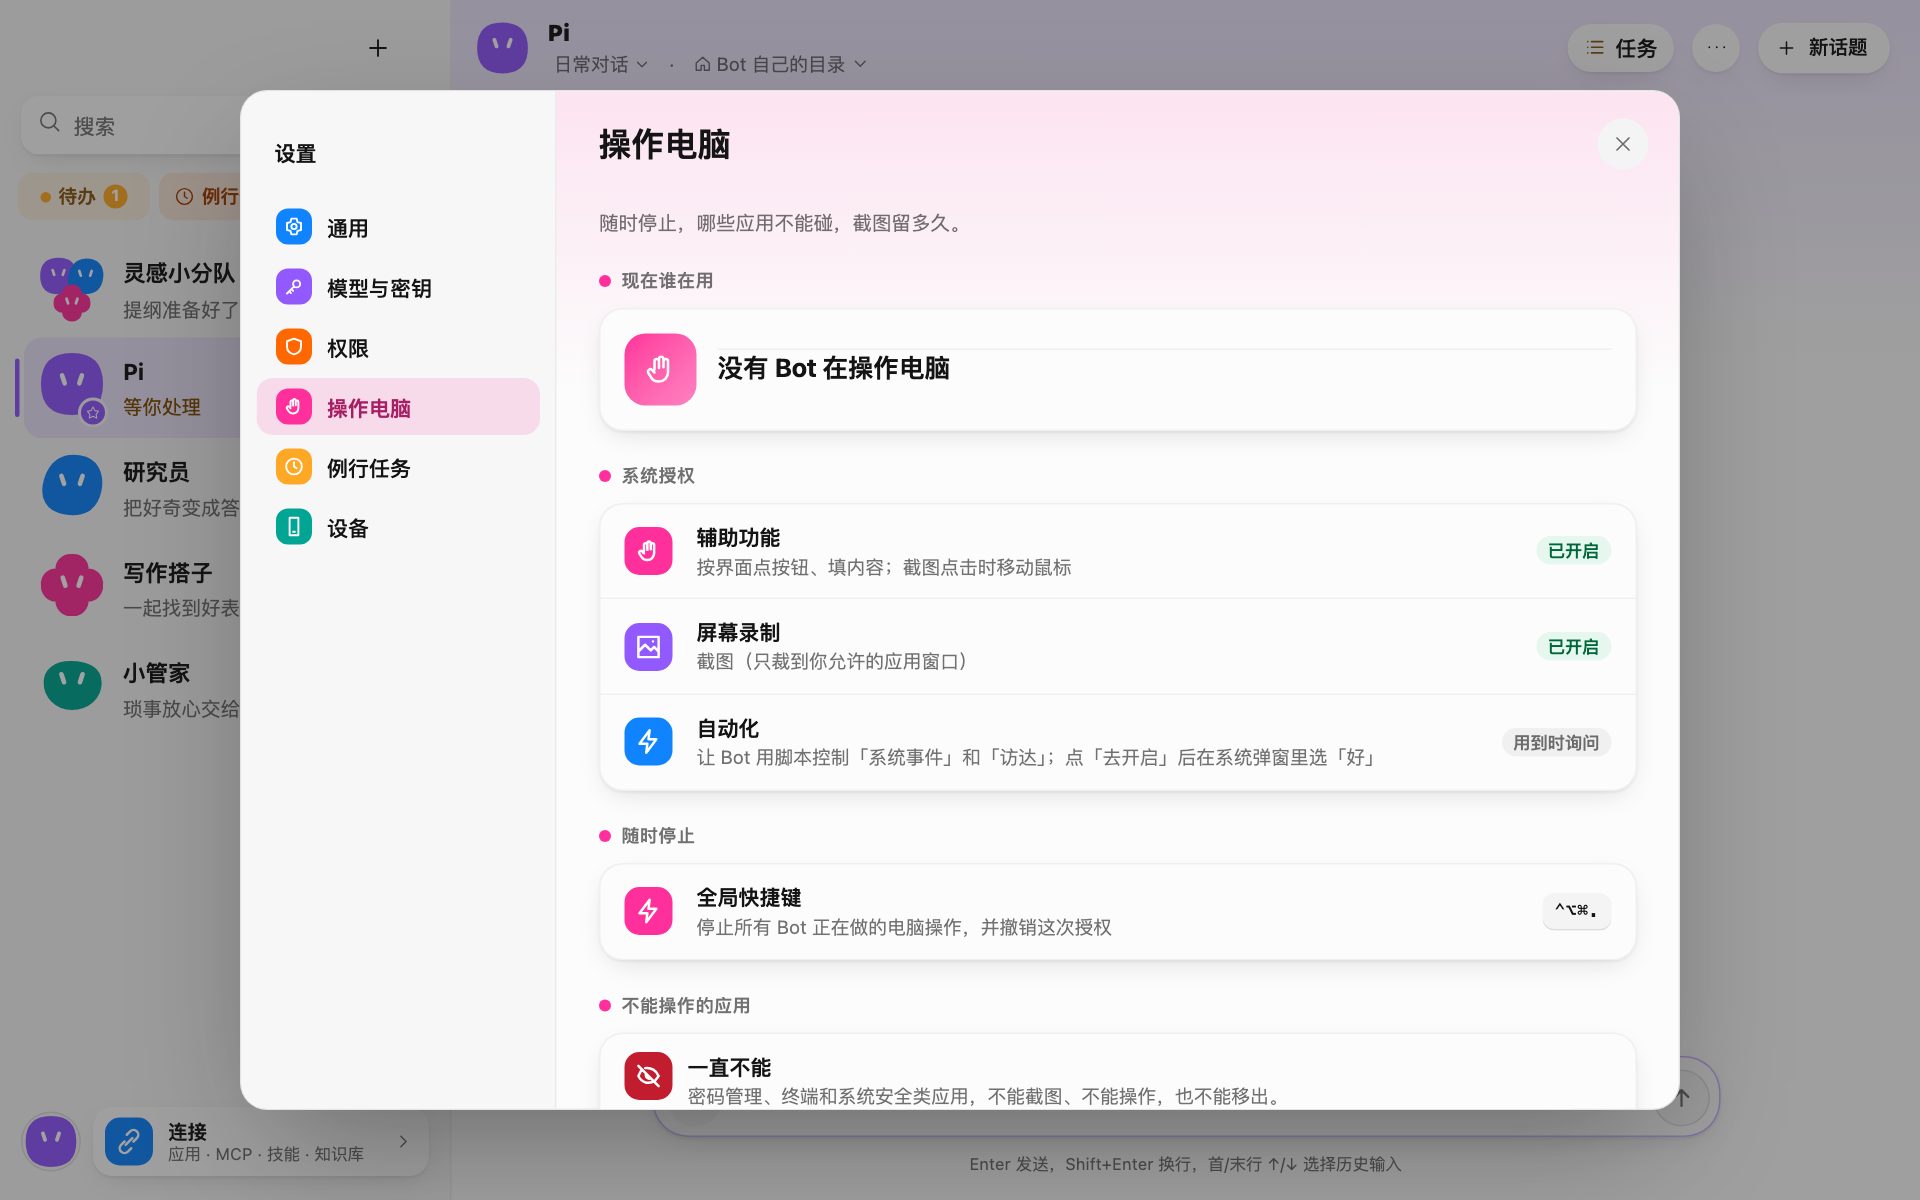 Pi
日常对话 · Bot 自己的目录
任务
···
新话题
搜索
待办 1
例行
灵感小分队
提纲准备好了
Pi
等你处理
研究员
把好奇变成答
写作搭子
一起找到好表
小管家
琐事放心交给
连接
应用 · MCP · 技能 · 知识库
设置
通用
模型与密钥
权限
操作电脑
例行任务
设备
操作电脑
随时停止，哪些应用不能碰，截图留多久。
现在谁在用
没有 Bot 在操作电脑
系统授权
辅助功能
按界面点按钮、填内容；截图点击时移动鼠标
已开启
屏幕录制
截图（只裁到你允许的应用窗口）
已开启
自动化
让 Bot 用脚本控制「系统事件」和「访达」；点「去开启」后在系统弹窗里选「好」
用到时询问
随时停止
全局快捷键
停止所有 Bot 正在做的电脑操作，并撤销这次授权
^⌥⌘.
不能操作的应用
一直不能
密码管理、终端和系统安全类应用，不能截图、不能操作，也不能移出。
Enter 发送，Shift+Enter 换行，首/末行 ↑/↓ 选择历史输入